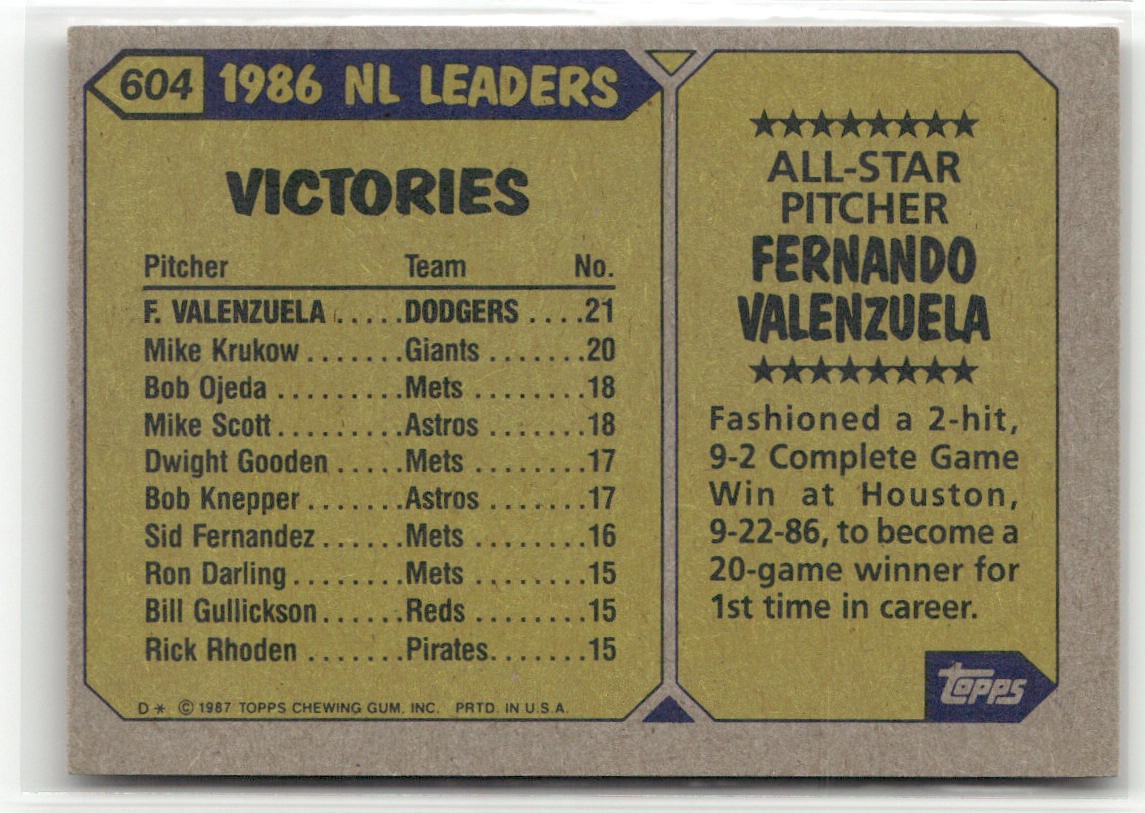 604 1986 NL LEADERS
VICTORIES
Pitcher Team No.
F. VALENZUELA.....DODGERS....21
Mike Krukow.......Giants.......20
Bob Ojeda.........Mets........18
Mike Scott.........Astros.......18
Dwight Gooden.....Mets........17
Bob Knepper.......Astros.......17
Sid Fernandez......Mets........16
Ron Darling........Mets........15
Bill Gullickson......Reds........15
Rick Rhoden.......Pirates.......15
D* © 1987 TOPPS CHEWING GUM, INC. PRTD. IN U.S.A.
ALL-STAR
PITCHER
FERNANDO
VALENZUELA
Fashioned a 2-hit,
9-2 Complete Game
Win at Houston,
9-22-86, to become a
20-game winner for
1st time in career.
Topps